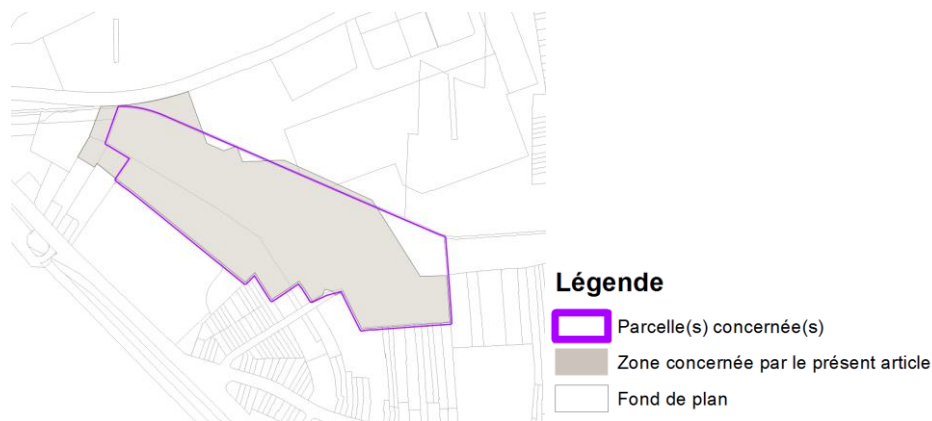 Légende
Parcelle(s) concernée(s)
Zone concernée par le présent article
Fond de plan